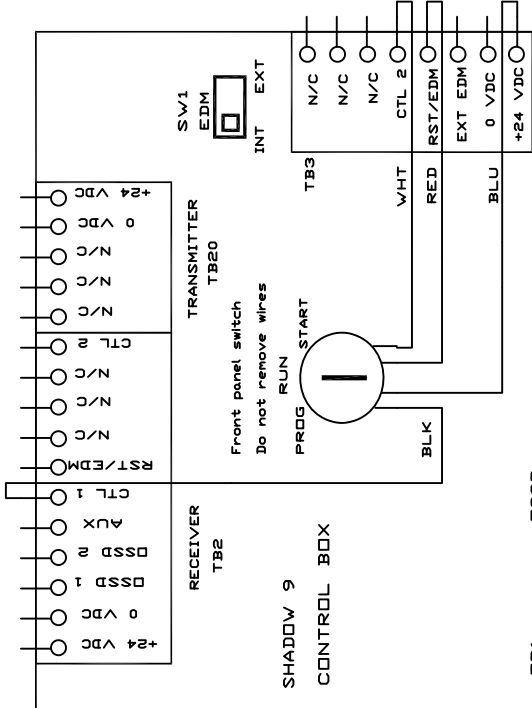 SW1
EDM
INT
EXT
N/C
N/C
N/C
CTL 2
RST/EDM
EXT EDM
0 VDC
+24 VDC
TB3
WHT
RED
BLU
+24 VDC
0 VDC
N/C
N/C
N/C
TRANSMITTER
TB20
CTL 2
N/C
N/C
N/C
RST/EDM
CTL 1
AUX
OSSD 2
OSSD 1
0 VDC
+24 VDC
RECEIVER
TB2
Front panel switch
Do not remove wires
PROG
RUN
START
BLK
SHADOW 9
CONTROL BOX